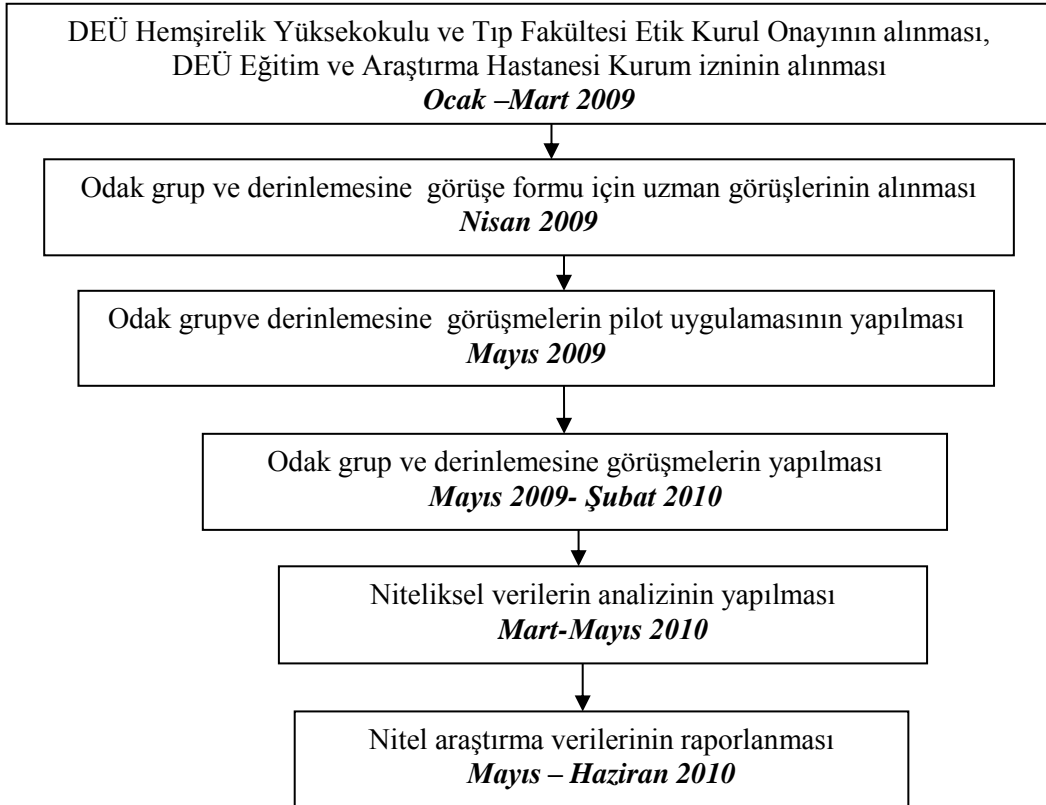 DEÜ Hemşirelik Yüksekokulu ve Tıp Fakültesi Etik Kurul Onayının alınması,
DEÜ Eğitim ve Araştırma Hastanesi Kurum izninin alınması
Ocak –Mart 2009
Odak grup ve derinlemesine görüşe formu için uzman görüşlerinin alınması
Nisan 2009
Odak grupve derinlemesine görüşmelerin pilot uygulamasının yapılması
Mayıs 2009
Odak grup ve derinlemesine görüşmelerin yapılması
Mayıs 2009- Şubat 2010
Niteliksel verilerin analizinin yapılması
Mart-Mayıs 2010
Nitel araştırma verilerinin raporlanması
Mayıs – Haziran 2010